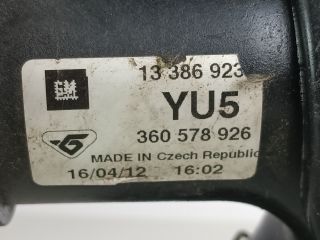 13 386 923
GM
YU5
360 578 926
MADE IN Czech Republic
16/04/12 16:02